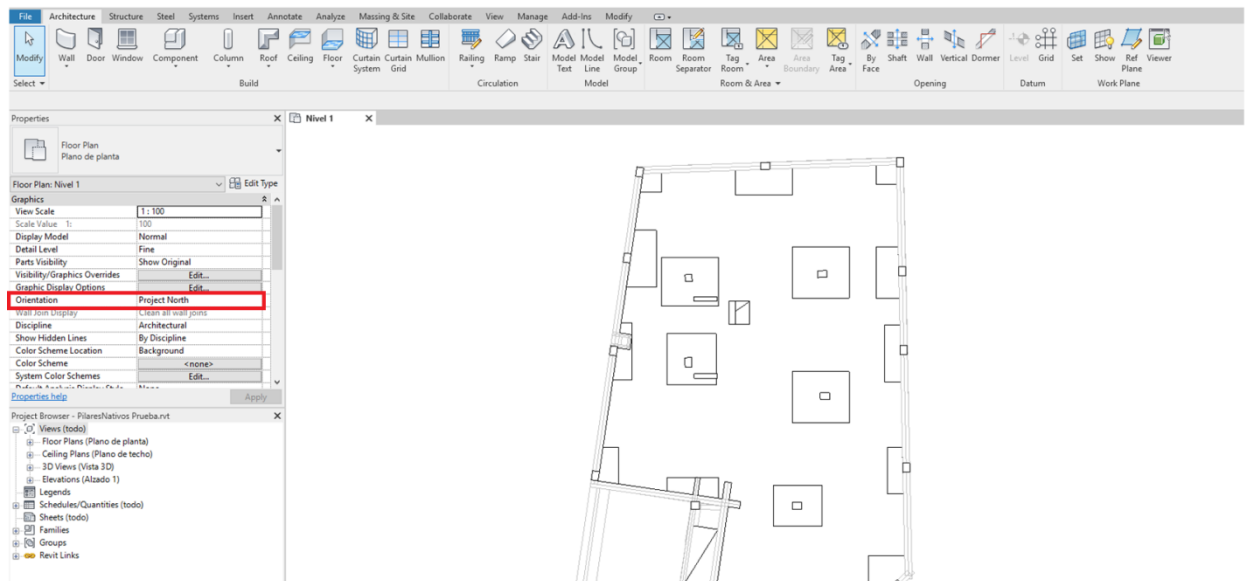 File Architecture Structure Steel Systems Insert Annotate Analyze Massing & Site Collaborate View Manage Add-Ins Modify
Modify Wall Door Window Component Column Roof Ceiling Floor Curtain System Curtain Grid Mullion Railing Ramp Stair Model Text Model Line Model Group Room Room Separator Tag Room Area Area Boundary Tag Area By Face Shaft Wall Vertical Dormer Level Grid Set Show Ref Plane Viewer
Select Build Circulation Model Room & Area Opening Datum Work Plane
Properties
Nivel 1
Floor Plan
Plano de planta
Floor Plan: Nivel 1 Edit Type
Graphics
View Scale 1 : 100
Scale Value 1: 100
Display Model Normal
Detail Level Fine
Parts Visibility Show Original
Visibility/Graphics Overrides Edit...
Graphic Display Options Edit...
Orientation Project North
Wall Join Display Clean all wall joins
Discipline Architectural
Show Hidden Lines By Discipline
Color Scheme Location Background
Color Scheme <none>
System Color Schemes Edit...
Default Analysis Display Style None
Properties help Apply
Project Browser - PilaresNativos Prueba.rvt
Views (todo)
Floor Plans (Plano de planta)
Ceiling Plans (Plano de techo)
3D Views (Vista 3D)
Elevations (Alzado 1)
Legends
Schedules/Quantities (todo)
Sheets (todo)
Families
Groups
Revit Links